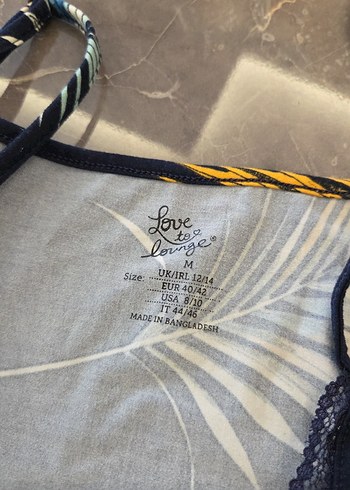 Love
to
lounge®
M
Size: UK/IRL 12/14
EUR 40/42
USA 8/10
IT 44/46
MADE IN BANGLADESH